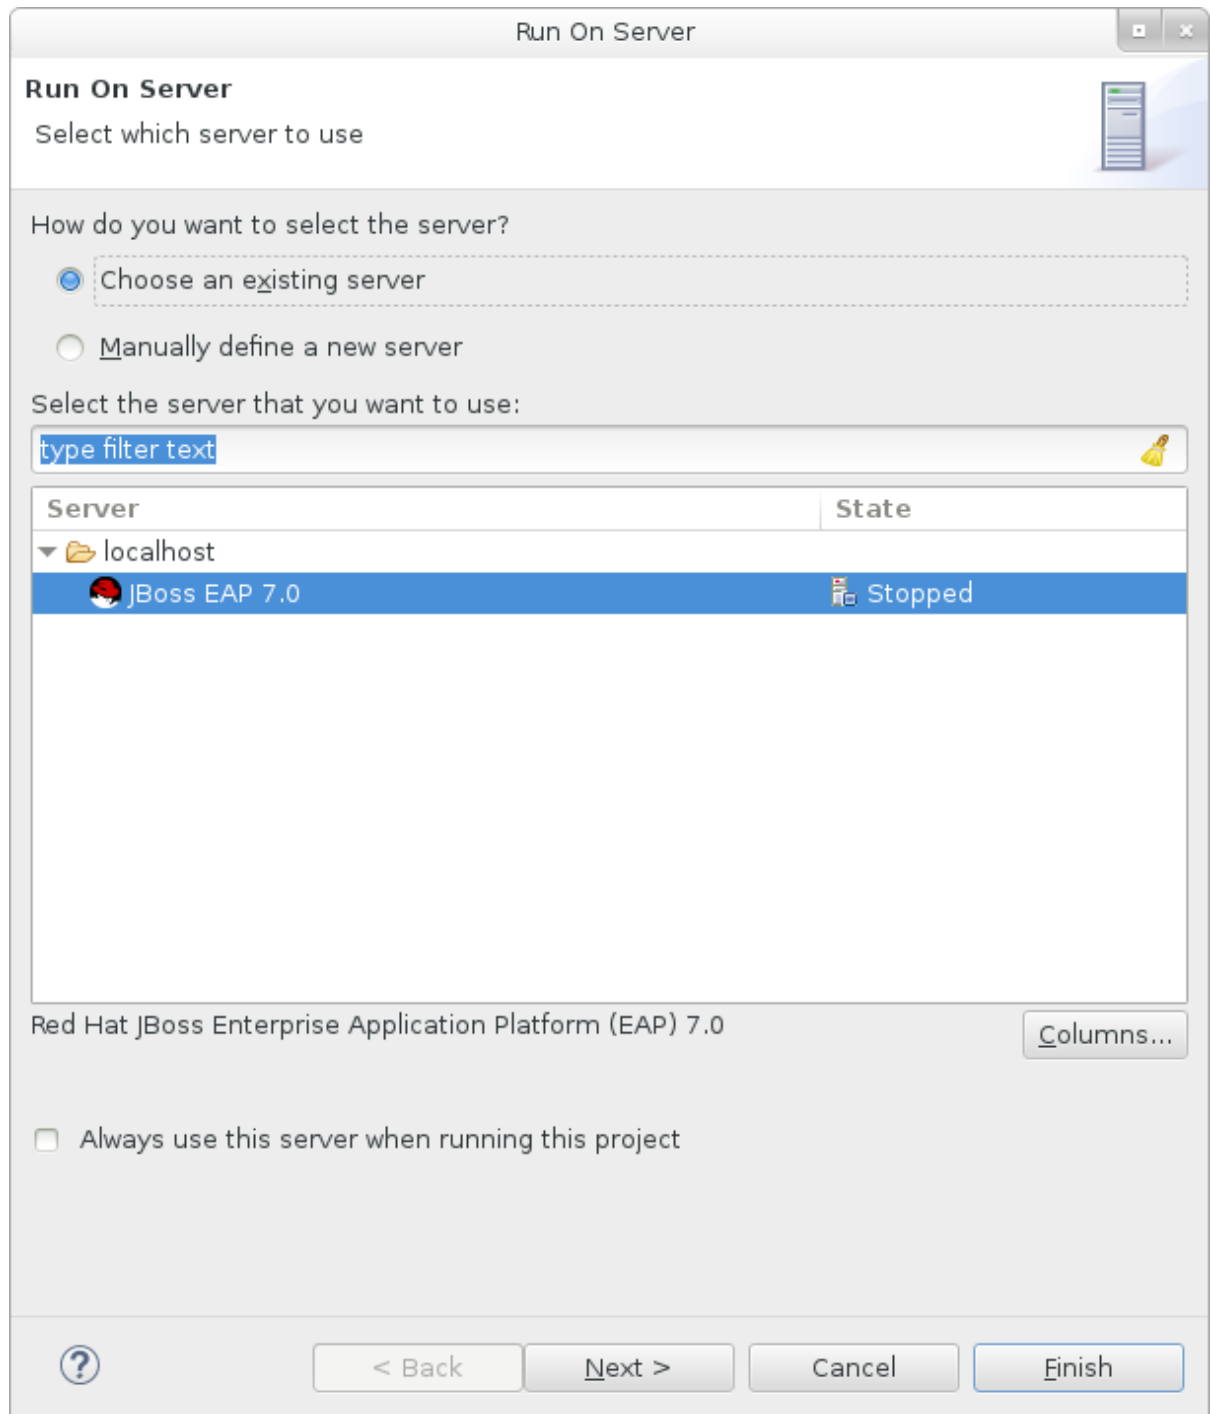 Run On Server
Run On Server
Select which server to use
How do you want to select the server?
Choose an existing server
Manually define a new server
Select the server that you want to use:
type filter text
Server State
localhost
JBoss EAP 7.0 Stopped
Red Hat JBoss Enterprise Application Platform (EAP) 7.0
Columns...
Always use this server when running this project
? < Back Next > Cancel Finish